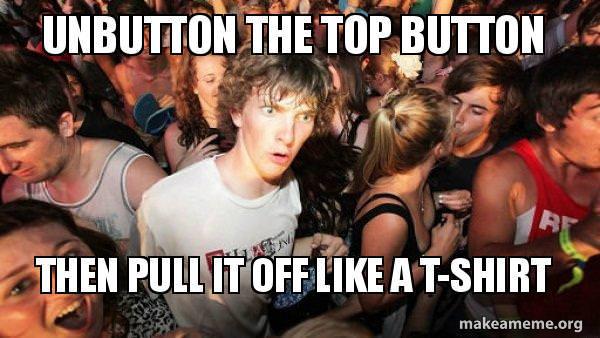 UNBUTTON THE TOP BUTTON
THEN PULL IT OFF LIKE A T-SHIRT
makeameme.org